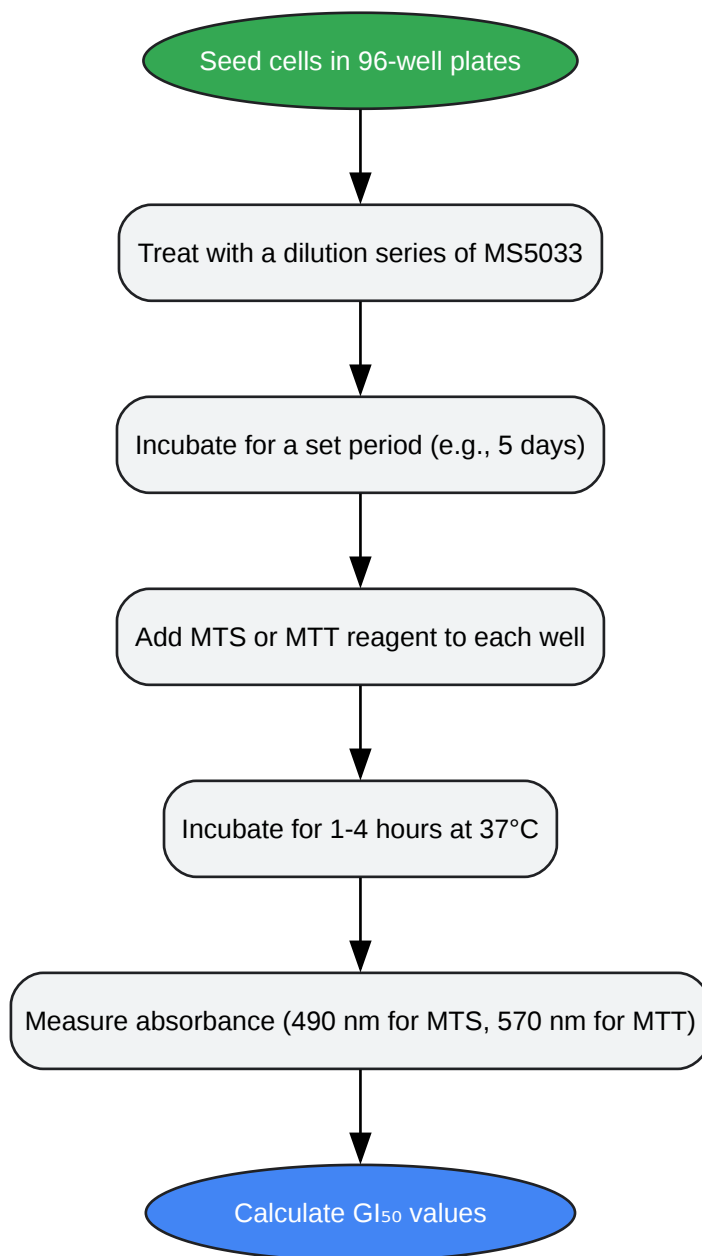 Seed cells in 96-well plates
Treat with a dilution series of MS5033
Incubate for a set period (e.g., 5 days)
Add MTS or MTT reagent to each well
Incubate for 1-4 hours at 37°C
Measure absorbance (490 nm for MTS, 570 nm for MTT)
Calculate GI₅₀ values